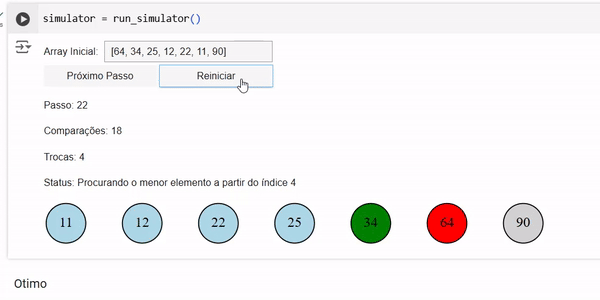 simulator = run_simulator()
Array Inicial: [64, 34, 25, 12, 22, 11, 90]
Próximo Passo Reiniciar
Passo: 22
Comparações: 18
Trocas: 4
Status: Procurando o menor elemento a partir do índice 4
11 12 22 25 34 64 90
Otimo